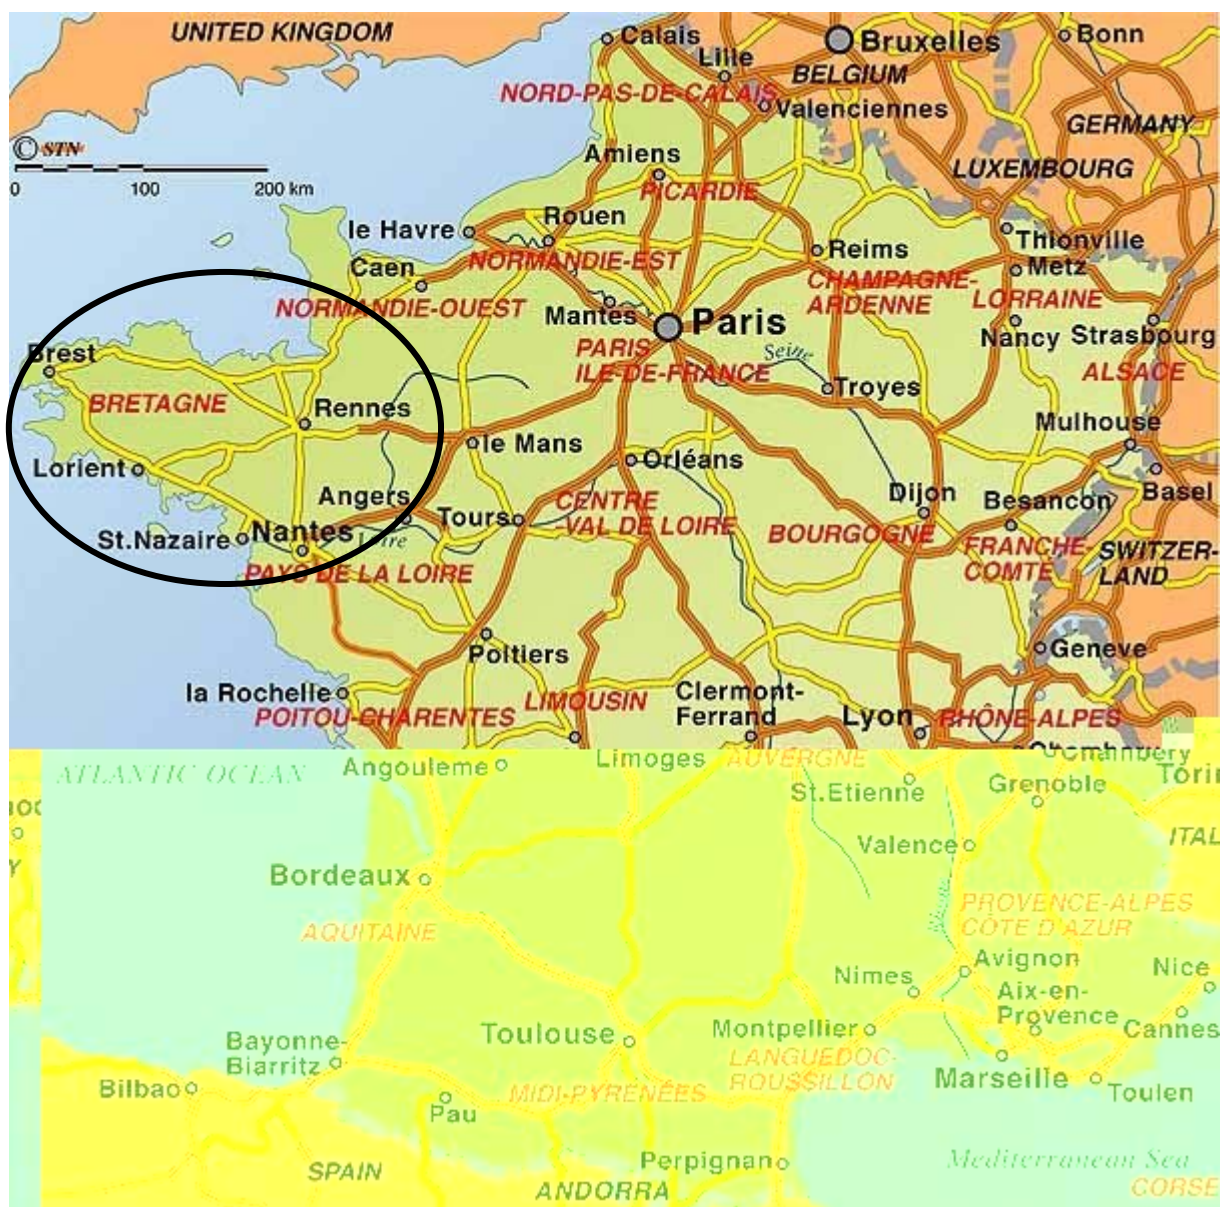 UNITED KINGDOM
Calais
Lille
Bruxelles
Bonn
BELGIUM
NORD-PAS-DE-CALAIS
Valenciennes
GERMANY
© STN
0 100 200 km
Amiens
PICARDIE
LUXEMBOURG
le Havre
Rouen
Reims
Thionville
Caen
NORMANDIE-EST
Metz
CHAMPAGNE-
ARDENNE
LORRAINE
NORMANDIE-OUEST
Mantes
Paris
Nancy
Strasbourg
Brest
PARIS
ILE-DE-FRANCE
Seine
Troyes
ALSACE
BRETAGNE
Rennes
Mulhouse
le Mans
Orléans
Lorient
Angers
Dijon
Besancon
Basel
CENTRE
-VAL DE LOIRE
Tours
St.Nazaire
Nantes
Loire
BOURGOGNE
FRANCHE-
COMTE
SWITZER-
LAND
PAYS DE LA LOIRE
Poitiers
Geneve
la Rochelle
POITOU-CHARENTES
LIMOUSIN
Clermont-
Ferrand
Lyon
RHÔNE-ALPES
Chambery
ATLANTIC OCEAN
Angouleme
Limoges
AUVERGNE
St.Etienne
Grenoble
Valence
ITAL
Bordeaux
AQUITAINE
PROVENCE-ALPES
CÔTE D'AZUR
Avignon
Nimes
Nice
Aix-en-
Provence
Cannes
Toulouse
Montpellier
Bayonne-
Biarritz
LANGUEDOC-
ROUSSILLON
Marseille
Toulen
Bilbao
MIDI-PYRENÉES
Pau
Perpignan
Mediterranean Sea
SPAIN
ANDORRA
CORSE